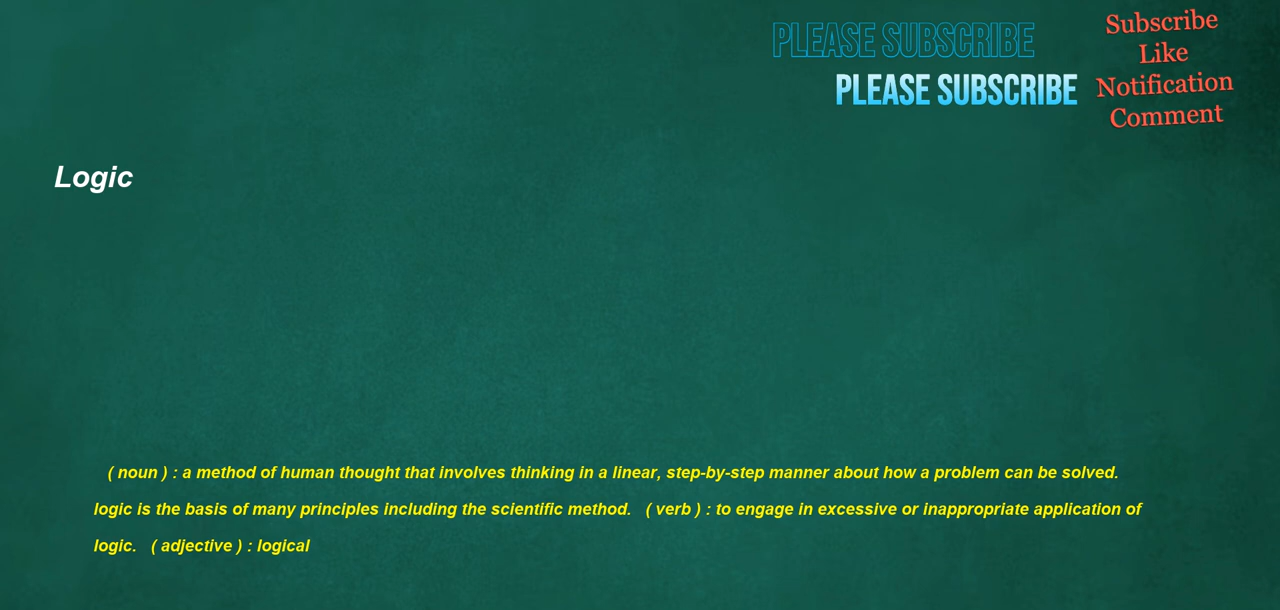 PLEASE SUBSCRIBE
PLEASE SUBSCRIBE
Subscribe
Like
Notification
Comment
Logic
( noun ) : a method of human thought that involves thinking in a linear, step-by-step manner about how a problem can be solved.
logic is the basis of many principles including the scientific method. ( verb ) : to engage in excessive or inappropriate application of
logic. ( adjective ) : logical